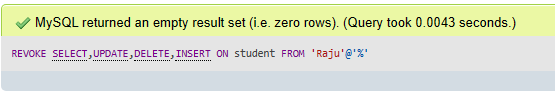 MySQL returned an empty result set (i.e. zero rows). (Query took 0.0043 seconds.)
REVOKE SELECT,UPDATE,DELETE,INSERT ON student FROM 'Raju'@'%'